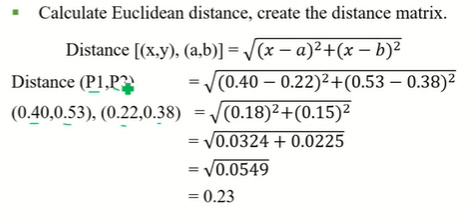 ▪ Calculate Euclidean distance, create the distance matrix.
Distance [(x,y), (a,b)] = √(x − a)²+(x − b)²
Distance (P1,P2) = √(0.40 − 0.22)²+(0.53 − 0.38)²
(0.40,0.53), (0.22,0.38) = √(0.18)²+(0.15)²
= √0.0324 + 0.0225
= √0.0549
= 0.23